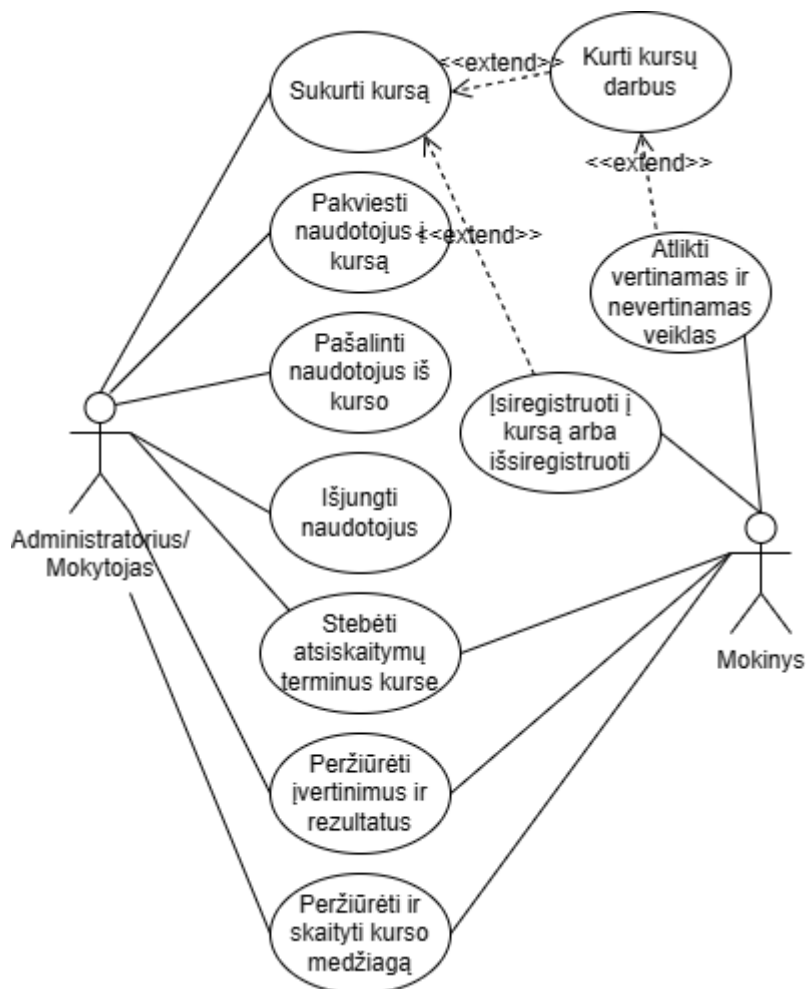 Sukurti kursą
<<extend>>
Kurti kursų
darbus
<<extend>>
Pakviesti
naudotojus į
kursą
<<extend>>
Atlikti
vertinamas ir
nevertinamas
veiklas
Pašalinti
naudotojus iš
kurso
Įsiregistruoti į
kursą arba
išsiregistruoti
Išjungti
naudotojus
Administratorius/
Mokytojas
Stebėti
atsiskaitymų
terminus kurse
Mokinys
Peržiūrėti
įvertinimus ir
rezultatus
Peržiūrėti ir
skaityti kurso
medžiagą